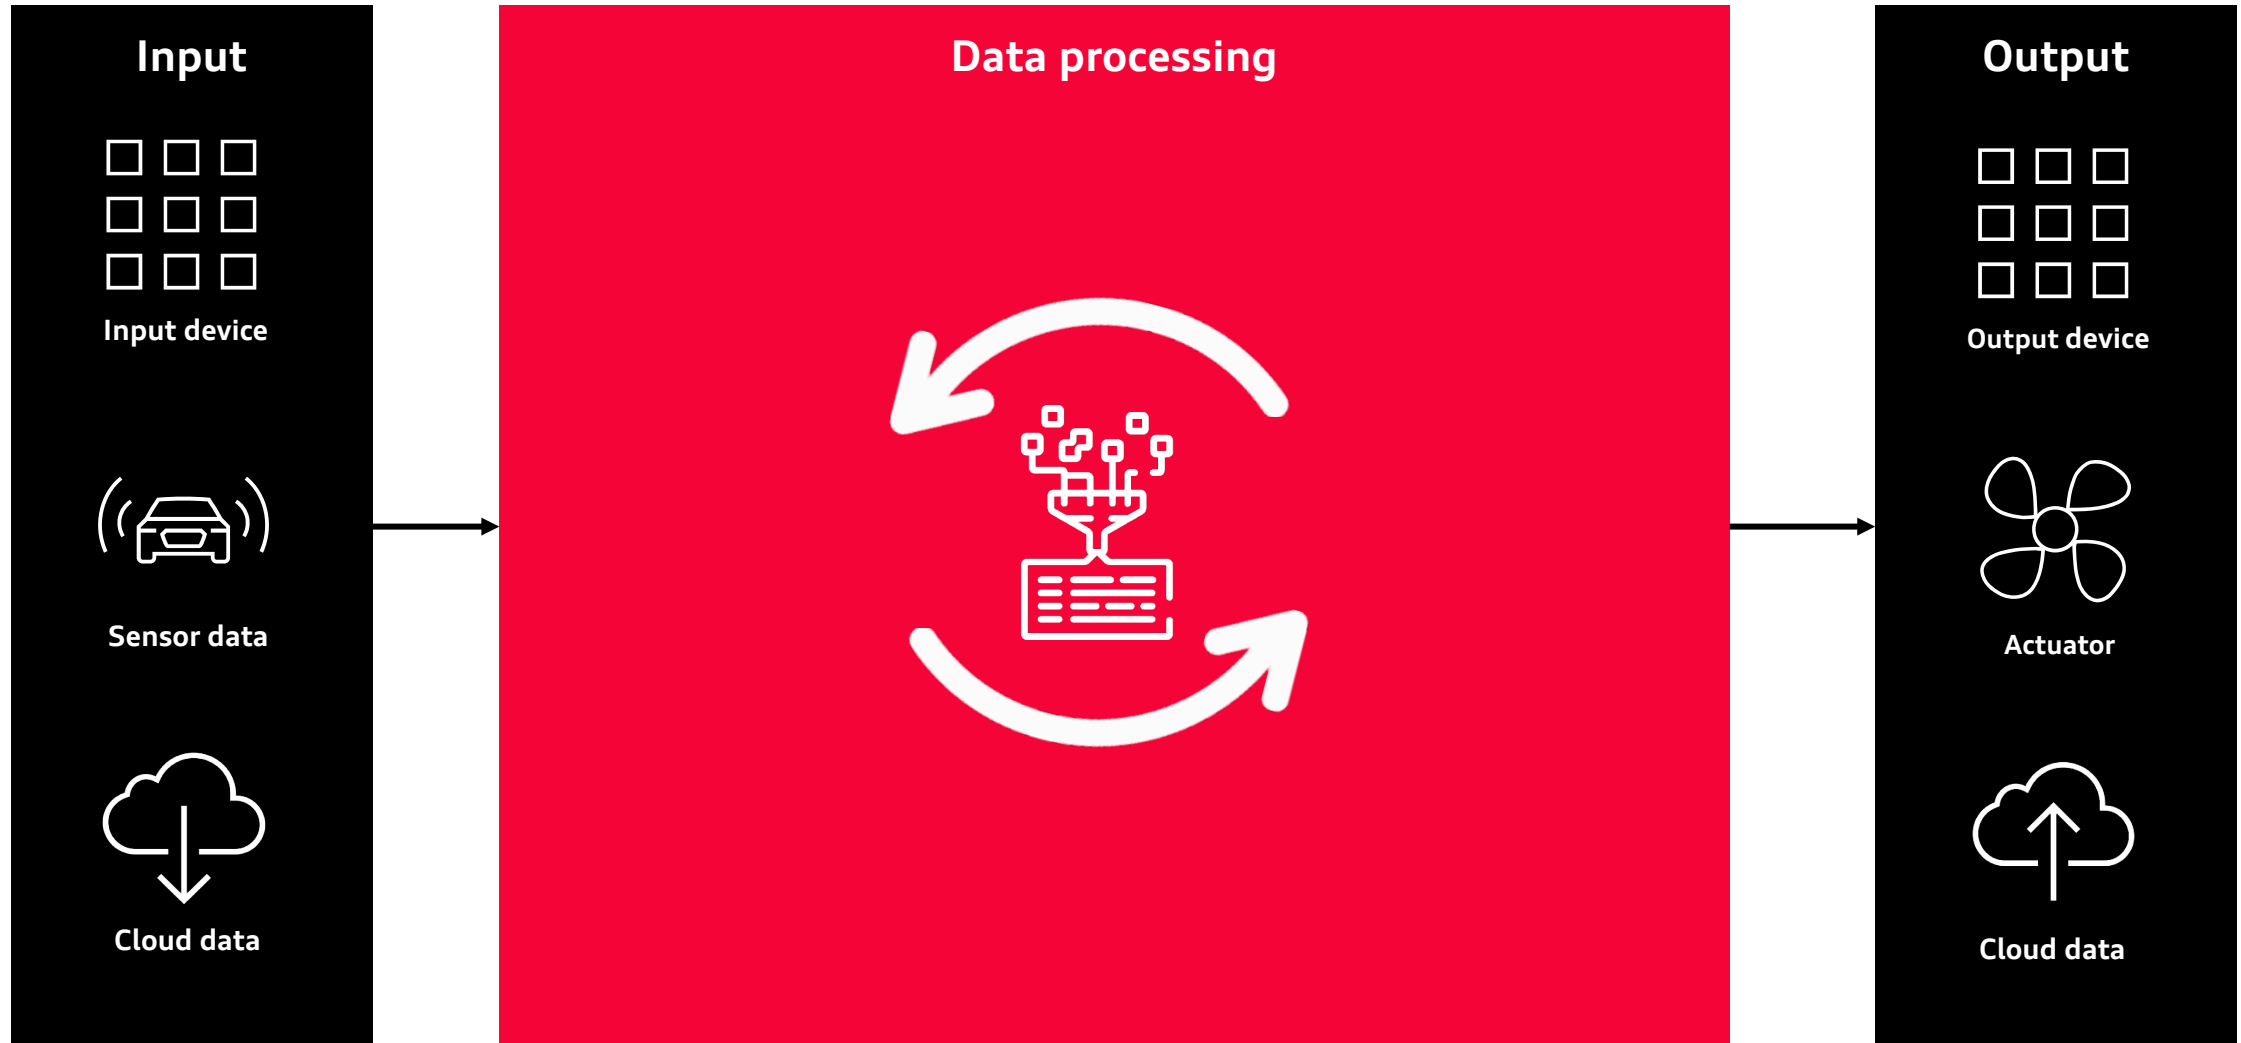 Input
Input device
Sensor data
Cloud data
Data processing
Output
Output device
Actuator
Cloud data